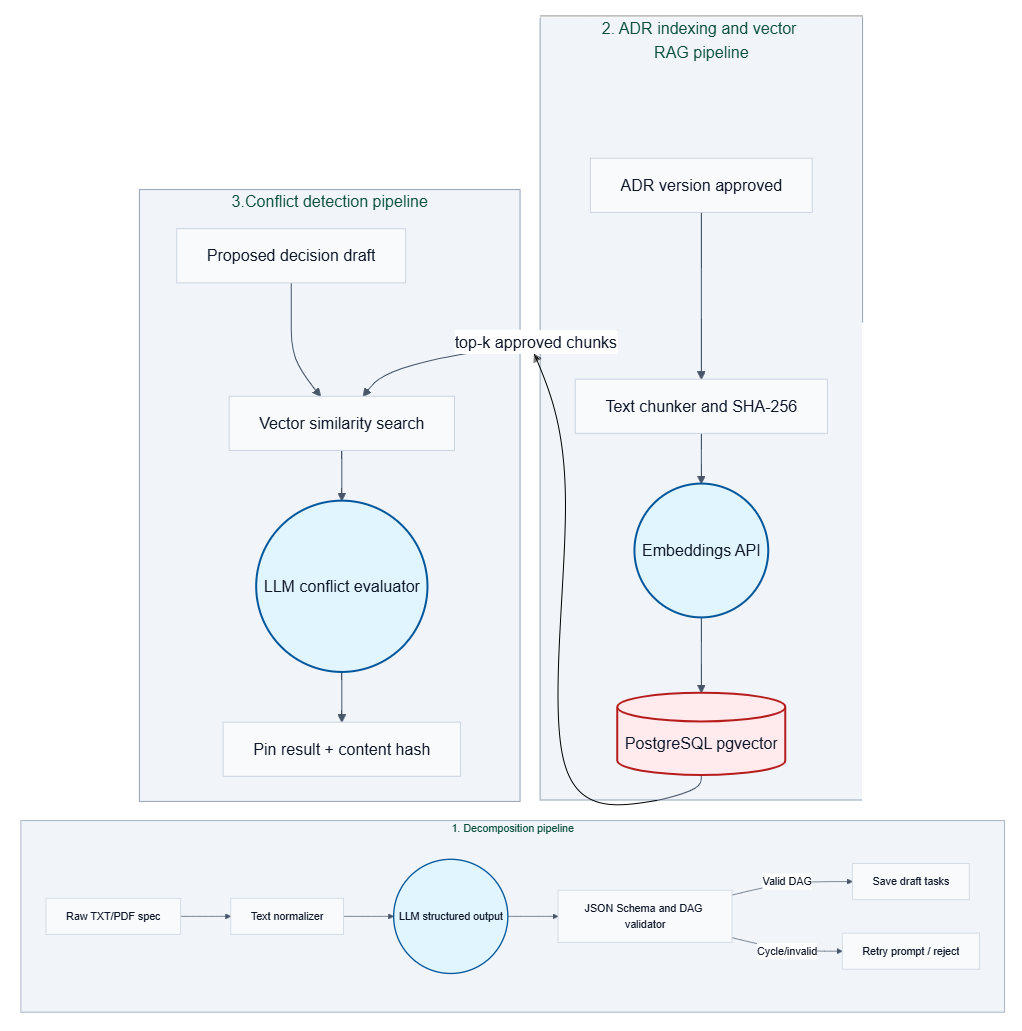 2. ADR indexing and vector
RAG pipeline
ADR version approved
3.Conflict detection pipeline
Proposed decision draft
top-k approved chunks
Text chunker and SHA-256
Vector similarity search
Embeddings API
LLM conflict evaluator
PostgreSQL pgvector
Pin result + content hash
1. Decomposition pipeline
Raw TXT/PDF spec
Text normalizer
LLM structured output
JSON Schema and DAG
validator
Valid DAG
Save draft tasks
Cycle/invalid
Retry prompt / reject